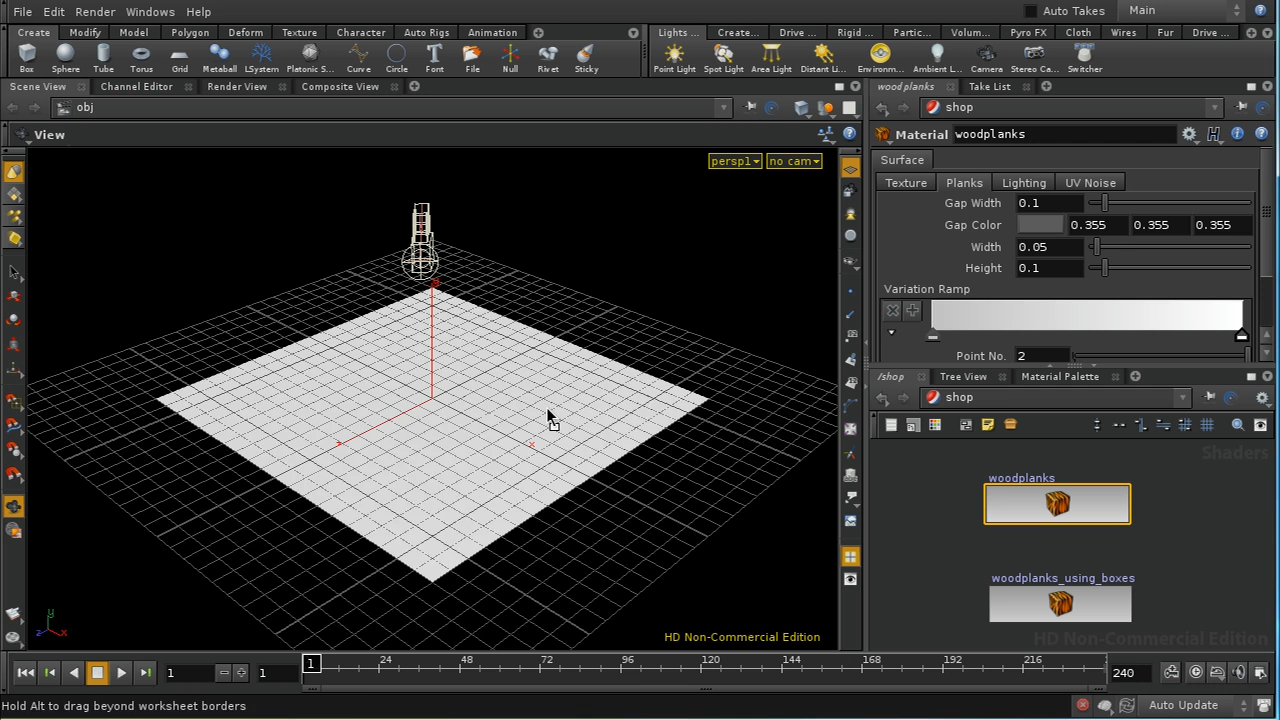 File Edit Render Windows Help
Auto Takes Main
Create Modify Model Polygon Deform Texture Character Auto Rigs Animation
Lights ... Create... Drive ... Rigid ... Partic... Volum... Pyro FX Cloth Wires Fur Drive ...
Box Sphere Tube Torus Grid Metaball LSystem Platonic S... Curve Circle Font File Null Rivet Sticky
Point Light Spot Light Area Light Distant Li... Environm... Ambient L... Camera Stereo Ca... Switcher
Scene View Channel Editor Render View Composite View
woodplanks Take List
obj
shop
View
Material woodplanks
Surface
persp1 no cam
Texture Planks Lighting UV Noise
Gap Width 0.1
Gap Color 0.355 0.355 0.355
Width 0.05
Height 0.1
Variation Ramp
Point No. 2
/shop Tree View Material Palette
shop
Shaders
woodplanks
woodplanks_using_boxes
HD Non-Commercial Edition
HD Non-Commercial Edition
y
z x
1 1 1 24 48 72 96 120 144 168 192 216 240
Hold Alt to drag beyond worksheet borders
Auto Update